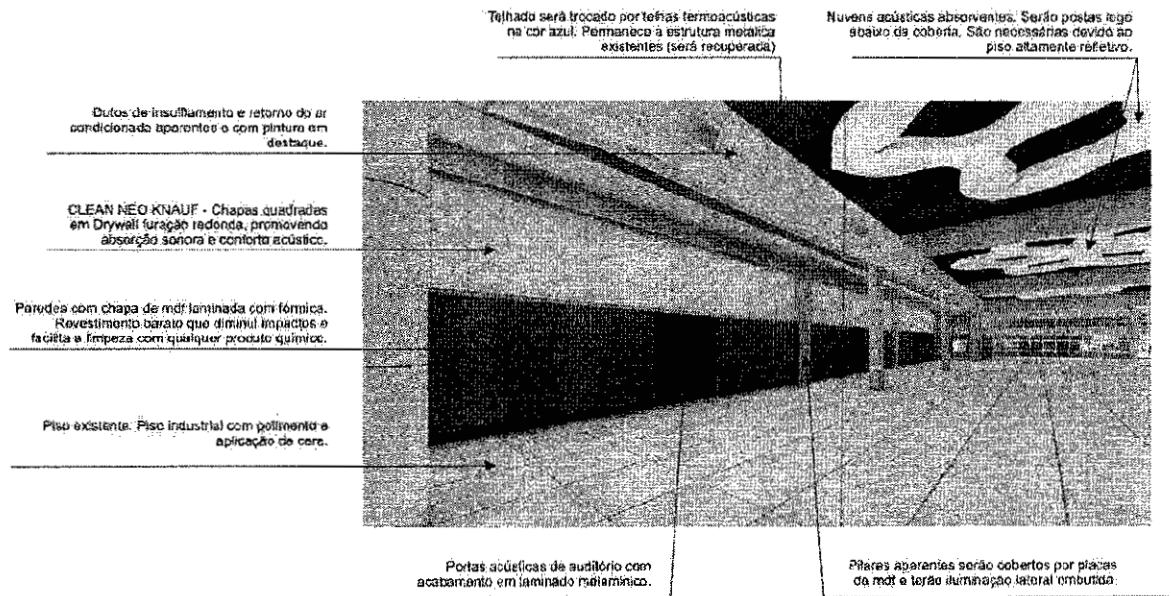 Telhado será trocado por telhas termoacústicas
na cor azul. Permanece a estrutura metálica
existentes (será recuperada)
Nuvens acústicas absorventes. Serão postas logo
abaixo da coberta. São necessárias devido ao
piso altamente refletivo.
Dutos de insuflamento e retorno do ar
condicionado aparentes e com pintura em
destaque.
CLEAN NEO KNAUF - Chapas quadradas
em Drywall furação redonda, promovendo
absorção sonora e conforto acústico.
Paredes com chapa de mdf laminada com fórmica.
Revestimento barato que diminui impactos e
facilita a limpeza com qualquer produto químico.
Piso existente. Piso industrial com polimento e
aplicação de cera.
Portas acústicas de auditório com
acabamento em laminado melamínico.
Pilares aparentes serão cobertos por placas
de mdf e terão iluminação lateral embutida